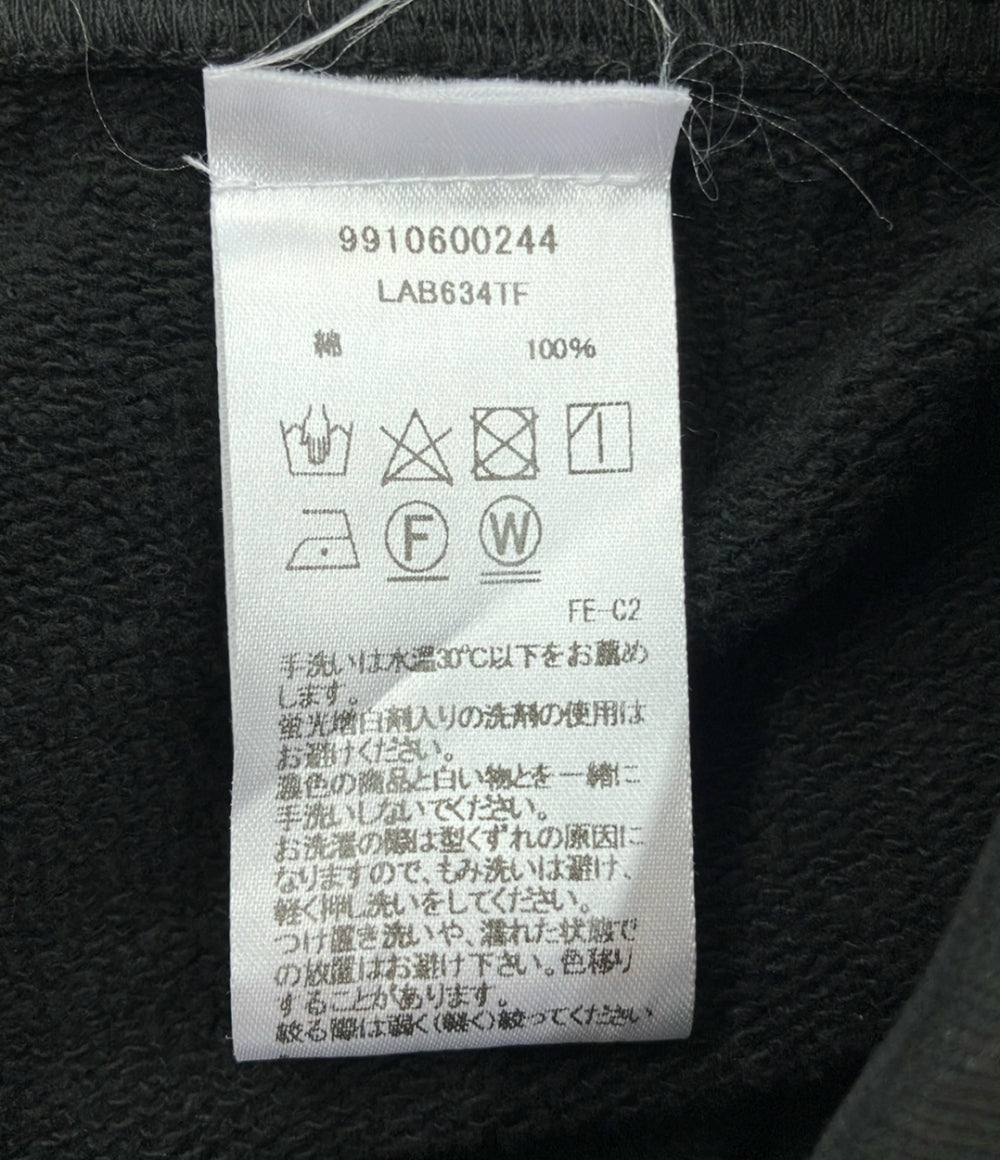 9910600244
LAB634TF
綿 100%
F W
FE-C2
手洗いは水温30℃以下をお薦め
します。
蛍光増白剤入りの洗剤の使用は
お避けください。
濃色の商品と白い物とを一緒に
手洗いしないでください。
お洗濯の際は型くずれの原因に
なりますので、もみ洗いは避け、
軽く押し洗いをしてください。
つけ置き洗いや、濡れた状態で
の放置はお避け下さい。色移り
することがあります。
絞る際は弱く(軽く)絞ってください